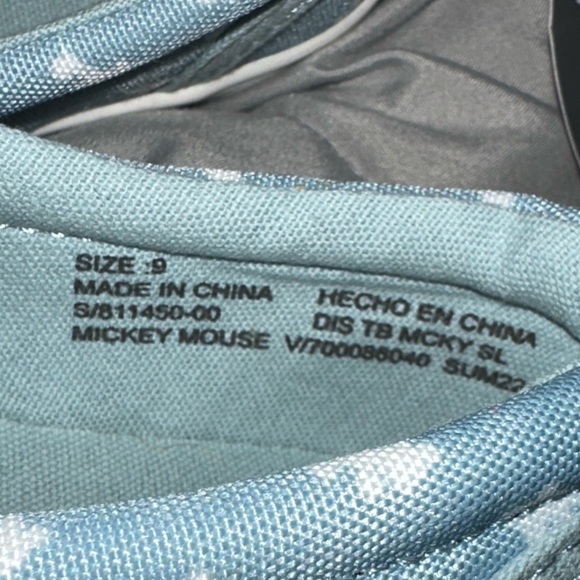 SIZE :9
MADE IN CHINA HECHO EN CHINA
S/811450-00 DIS TB MCKY SL
MICKEY MOUSE V/700086040 SUM22